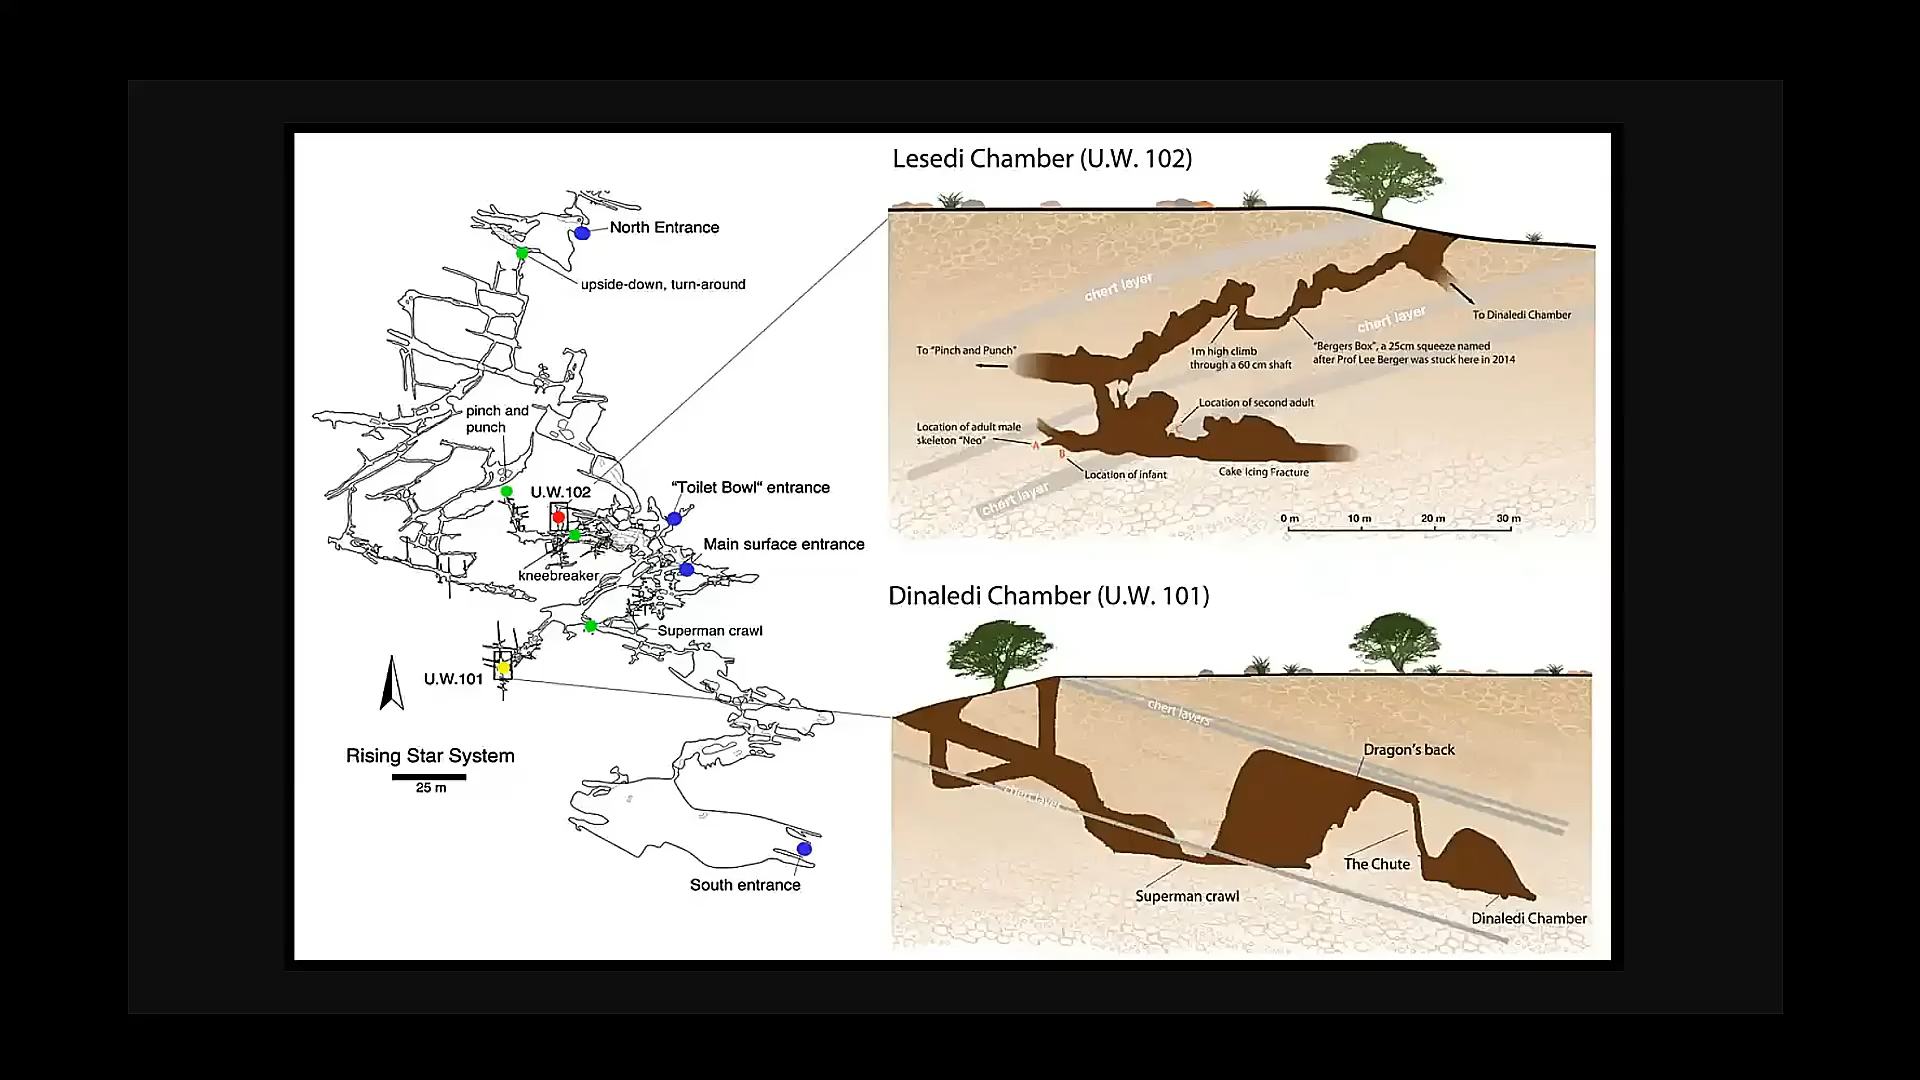 North Entrance
upside-down, turn-around
pinch and
punch
U.W.102
"Toilet Bowl" entrance
Main surface entrance
kneebreaker
Superman crawl
U.W.101
Rising Star System
25 m
South entrance
Lesedi Chamber (U.W. 102)
chert layer
chert layer
To Dinaledi Chamber
To "Pinch and Punch"
1m high climb
through a 60 cm shaft
"Bergers Box", a 25cm squeeze named
after Prof Lee Berger was stuck here in 2014
Location of second adult
C
Location of adult male
skeleton "Neo"
A
B
Location of infant
Cake Icing Fracture
chert layer
0 m 10 m 20 m 30 m
Dinaledi Chamber (U.W. 101)
chert layers
Dragon's back
chert layer
The Chute
Superman crawl
Dinaledi Chamber